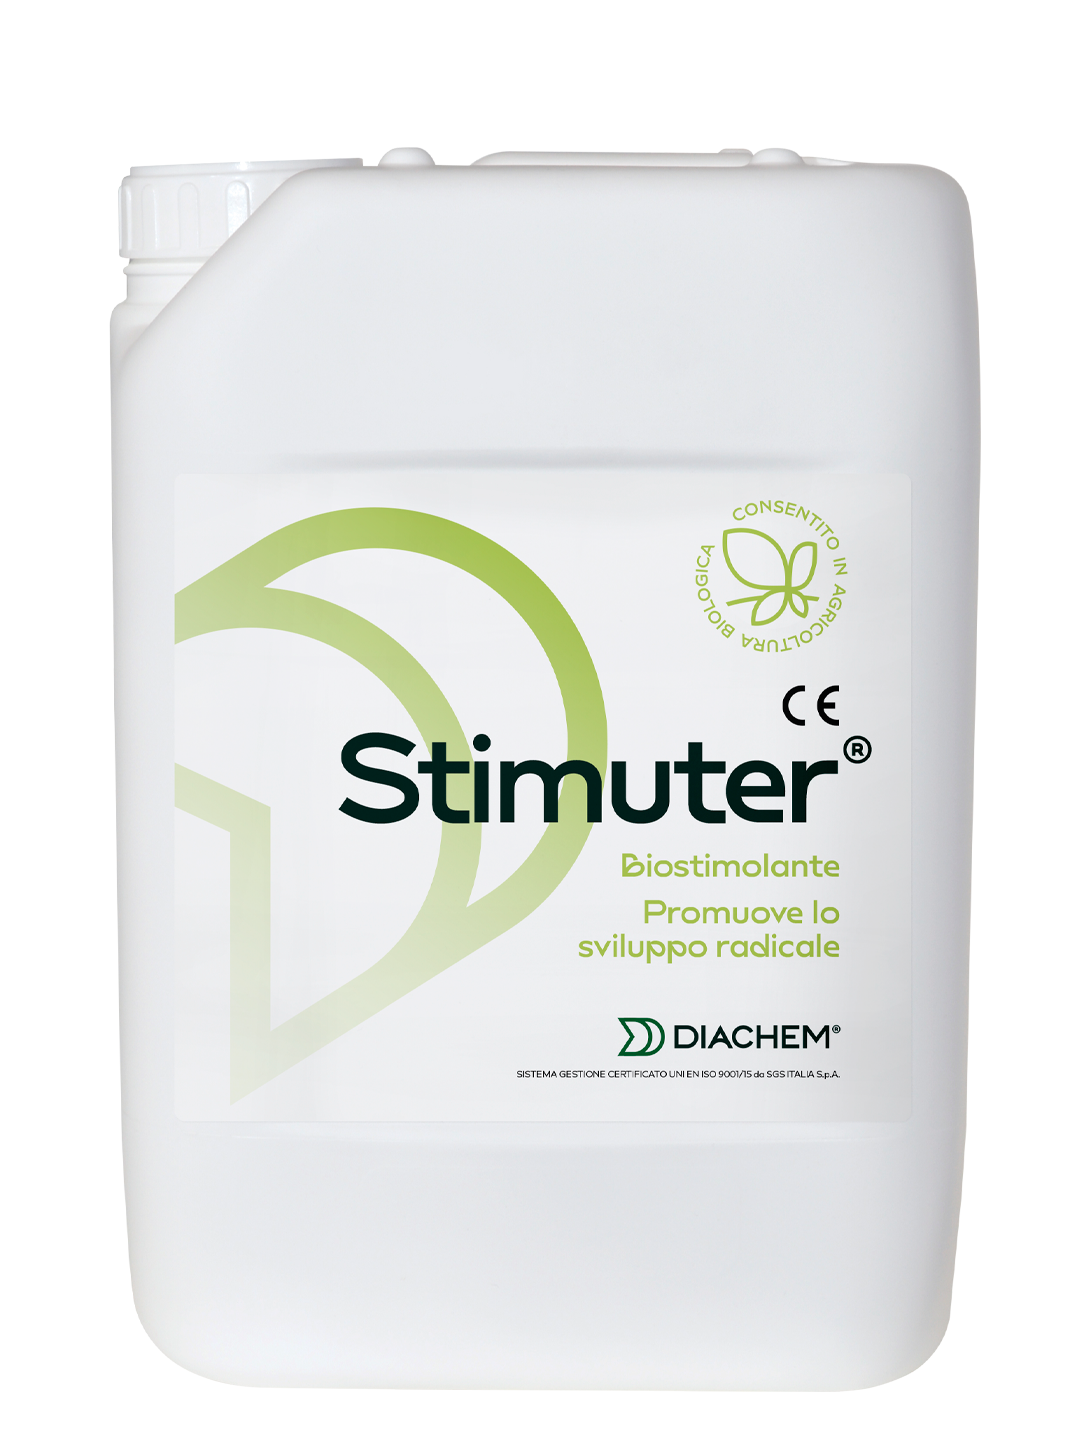 CONSENTITO IN AGRICOLTURA BIOLOGICA
CE
Stimuter®
Biostimolante
Promuove lo
sviluppo radicale
DIACHEM®
SISTEMA GESTIONE CERTIFICATO UNI EN ISO 9001/15 da SGS ITALIA S.p.A.